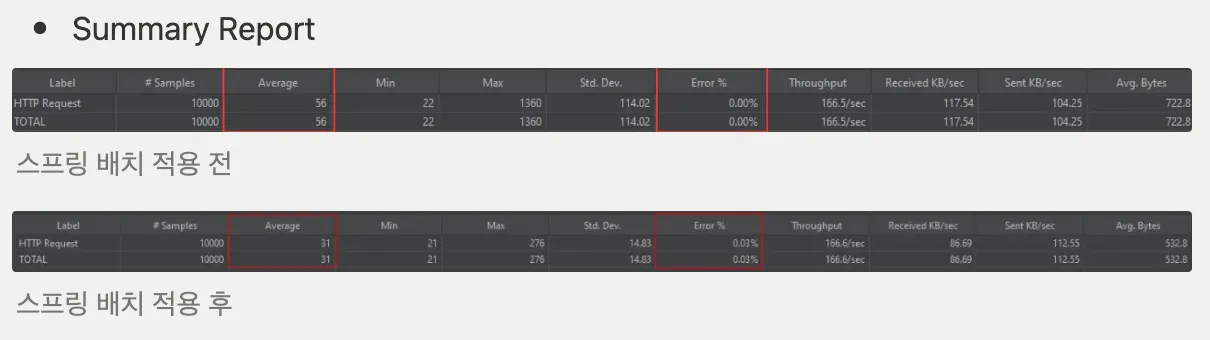 • Summary Report
Label # Samples Average Min Max Std. Dev. Error % Throughput Received KB/sec Sent KB/sec Avg. Bytes
HTTP Request 10000 56 22 1360 114.02 0.00% 166.5/sec 117.54 104.25 722.8
TOTAL 10000 56 22 1360 114.02 0.00% 166.5/sec 117.54 104.25 722.8
스프링 배치 적용 전
Label # Samples Average Min Max Std. Dev. Error % Throughput Received KB/sec Sent KB/sec Avg. Bytes
HTTP Request 10000 31 21 276 14.83 0.03% 166.6/sec 86.69 112.55 532.8
TOTAL 10000 31 21 276 14.83 0.03% 166.6/sec 86.69 112.55 532.8
스프링 배치 적용 후